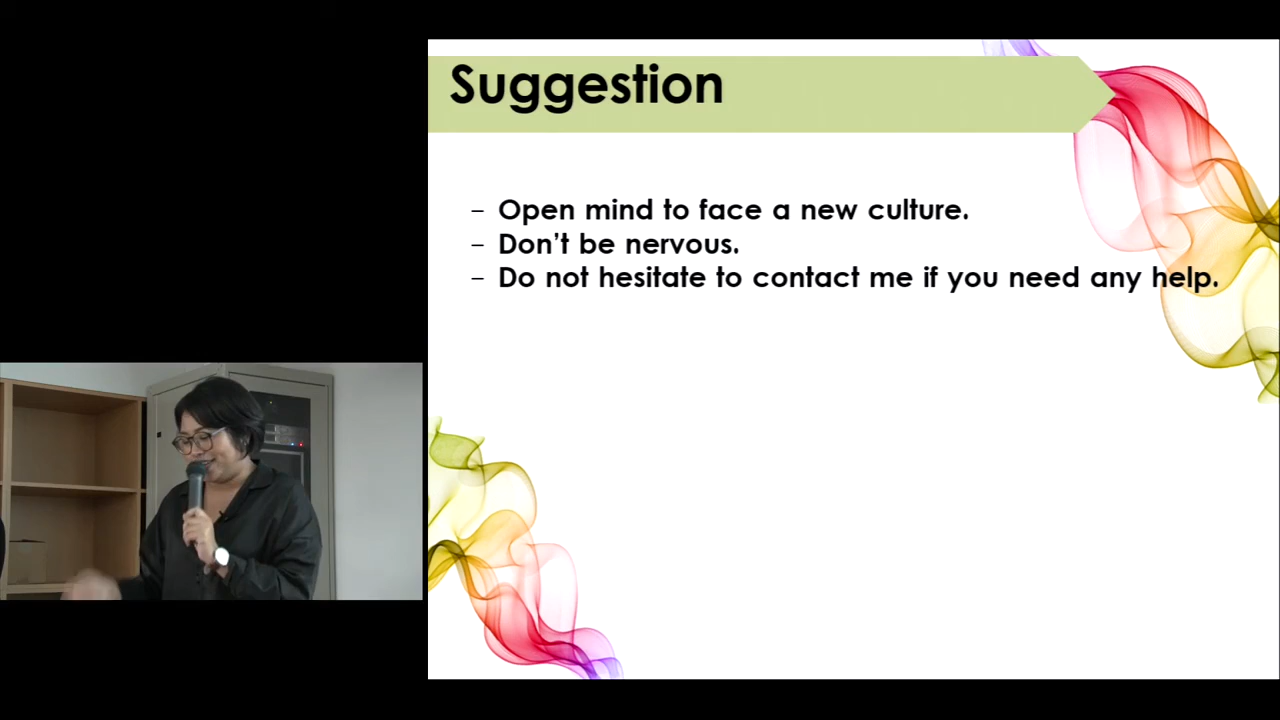 Suggestion
– Open mind to face a new culture.
– Don’t be nervous.
– Do not hesitate to contact me if you need any help.